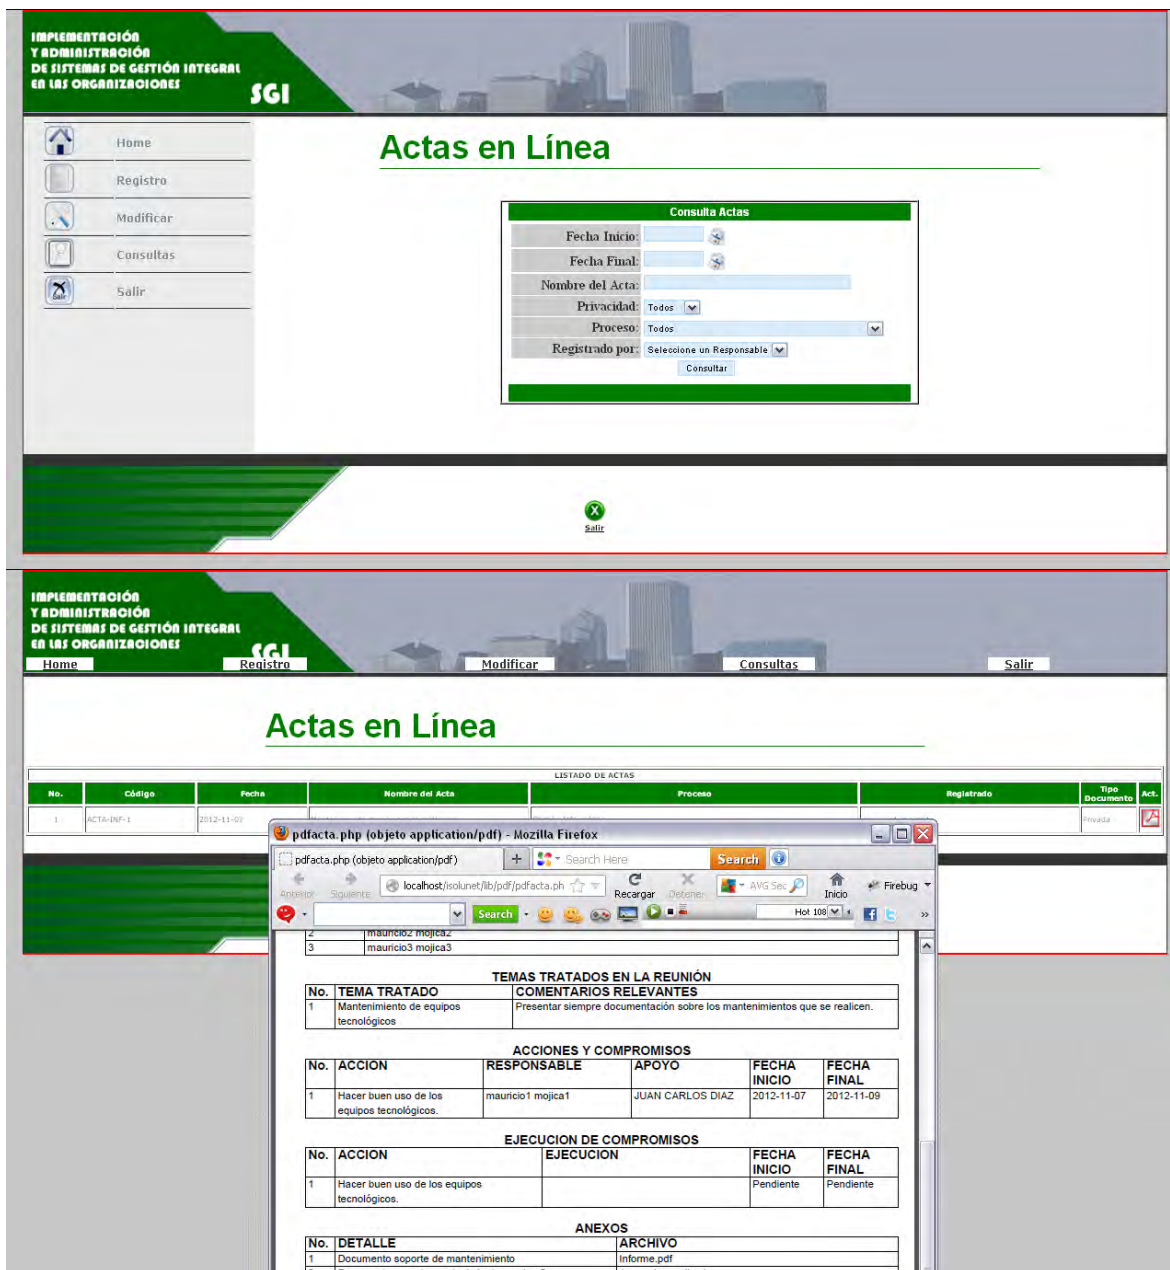 IMPLEMENTACIÓN
Y ADMINISTRACIÓN
DE SISTEMAS DE GESTIÓN INTEGRAL
EN LAS ORGANIZACIONES
SGI
Home
Registro
Modificar
Consultas
Salir
Actas en Línea
Consulta Actas
Fecha Inicio:
Fecha Final:
Nombre del Acta:
Privacidad: Todos
Proceso: Todos
Registrado por: Seleccione un Responsable
Consultar
Salir
IMPLEMENTACIÓN
Y ADMINISTRACIÓN
DE SISTEMAS DE GESTIÓN INTEGRAL
EN LAS ORGANIZACIONES
SGI
Home Registro Modificar Consultas Salir
Actas en Línea
LISTADO DE ACTAS
No. Código Fecha Nombre del Acta Proceso Registrado Tipo Documento Act.
1 ACTA-INF-1 2012-11-07 Privada
pdfacta.php (objeto application/pdf) - Mozilla Firefox
pdfacta.php (objeto application/pdf) + Search Here Search
Anterior Siguiente localhost/isolunet/lib/pdf/pdfacta.ph Recargar Detener AVG Sec Inicio Firebug
Search Hot 108 »
2 mauricio2 mojica2
3 mauricio3 mojica3
TEMAS TRATADOS EN LA REUNIÓN
No. TEMA TRATADO COMENTARIOS RELEVANTES
1 Mantenimiento de equipos Presentar siempre documentación sobre los mantenimientos que se realicen.
tecnológicos
ACCIONES Y COMPROMISOS
No. ACCION RESPONSABLE APOYO FECHA FECHA
INICIO FINAL
1 Hacer buen uso de los mauricio1 mojica1 JUAN CARLOS DIAZ 2012-11-07 2012-11-09
equipos tecnológicos.
EJECUCION DE COMPROMISOS
No. ACCION EJECUCION FECHA FECHA
INICIO FINAL
1 Hacer buen uso de los equipos Pendiente Pendiente
tecnológicos.
ANEXOS
No. DETALLE ARCHIVO
1 Documento soporte de mantenimiento Informe.pdf